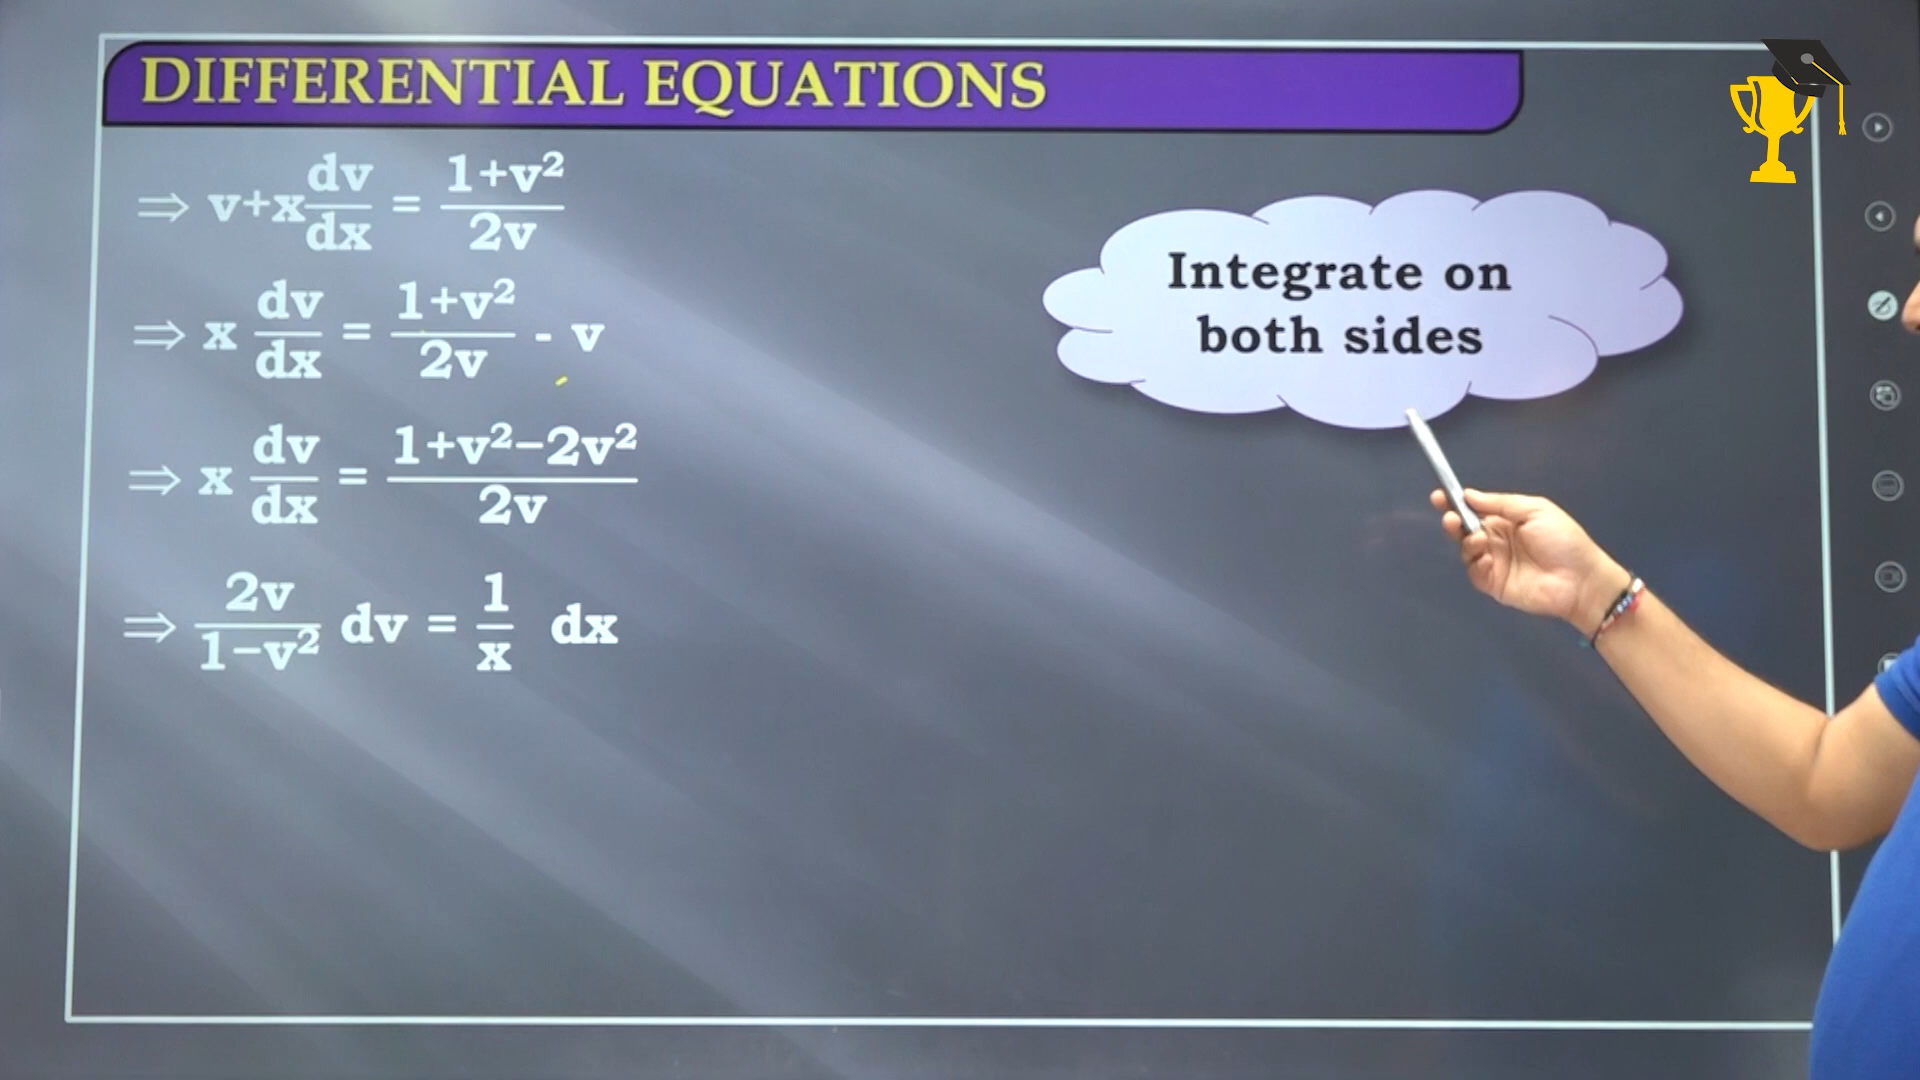 DIFFERENTIAL EQUATIONS
⇒ v+x dv/dx = 1+v²/2v
⇒ x dv/dx = 1+v²/2v - v
⇒ x dv/dx = 1+v²−2v²/2v
⇒ 2v/1−v² dv = 1/x dx
Integrate on
both sides